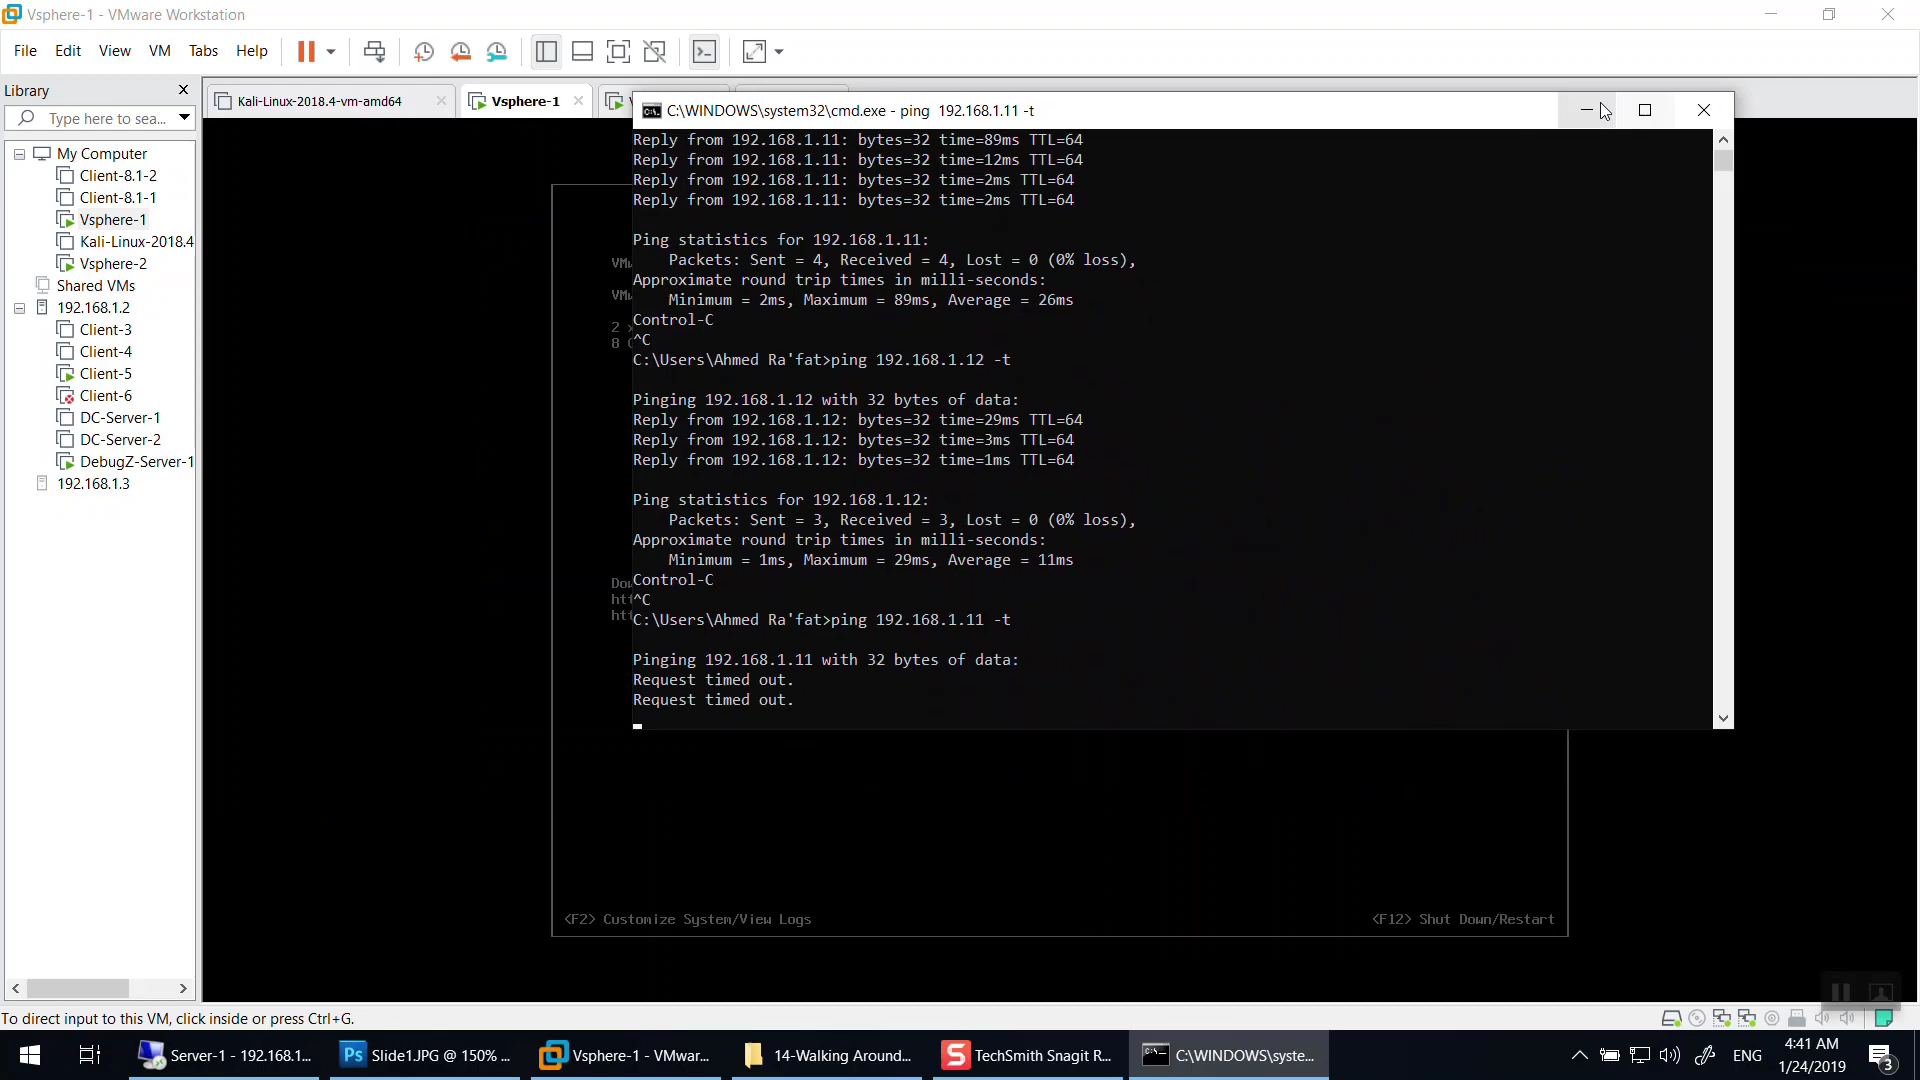 Vsphere-1 - VMware Workstation
File Edit View VM Tabs Help
Library
Type here to sea...
My Computer
Client-8.1-2
Client-8.1-1
Vsphere-1
Kali-Linux-2018.4
Vsphere-2
Shared VMs
192.168.1.2
Client-3
Client-4
Client-5
Client-6
DC-Server-1
DC-Server-2
DebugZ-Server-1
192.168.1.3
Kali-Linux-2018.4-vm-amd64
Vsphere-1
C:\WINDOWS\system32\cmd.exe - ping 192.168.1.11 -t
Reply from 192.168.1.11: bytes=32 time=89ms TTL=64
Reply from 192.168.1.11: bytes=32 time=12ms TTL=64
Reply from 192.168.1.11: bytes=32 time=2ms TTL=64
Reply from 192.168.1.11: bytes=32 time=2ms TTL=64
Ping statistics for 192.168.1.11:
Packets: Sent = 4, Received = 4, Lost = 0 (0% loss),
Approximate round trip times in milli-seconds:
Minimum = 2ms, Maximum = 89ms, Average = 26ms
Control-C
^C
C:\Users\Ahmed Ra'fat>ping 192.168.1.12 -t
Pinging 192.168.1.12 with 32 bytes of data:
Reply from 192.168.1.12: bytes=32 time=29ms TTL=64
Reply from 192.168.1.12: bytes=32 time=3ms TTL=64
Reply from 192.168.1.12: bytes=32 time=1ms TTL=64
Ping statistics for 192.168.1.12:
Packets: Sent = 3, Received = 3, Lost = 0 (0% loss),
Approximate round trip times in milli-seconds:
Minimum = 1ms, Maximum = 29ms, Average = 11ms
Control-C
^C
C:\Users\Ahmed Ra'fat>ping 192.168.1.11 -t
Pinging 192.168.1.11 with 32 bytes of data:
Request timed out.
Request timed out.
<F2> Customize System/View Logs
<F12> Shut Down/Restart
To direct input to this VM, click inside or press Ctrl+G.
Server-1 - 192.168.1...
Slide1.JPG @ 150% ...
Vsphere-1 - VMwar...
14-Walking Around...
TechSmith Snagit R...
C:\WINDOWS\syste...
ENG
4:41 AM
1/24/2019
3